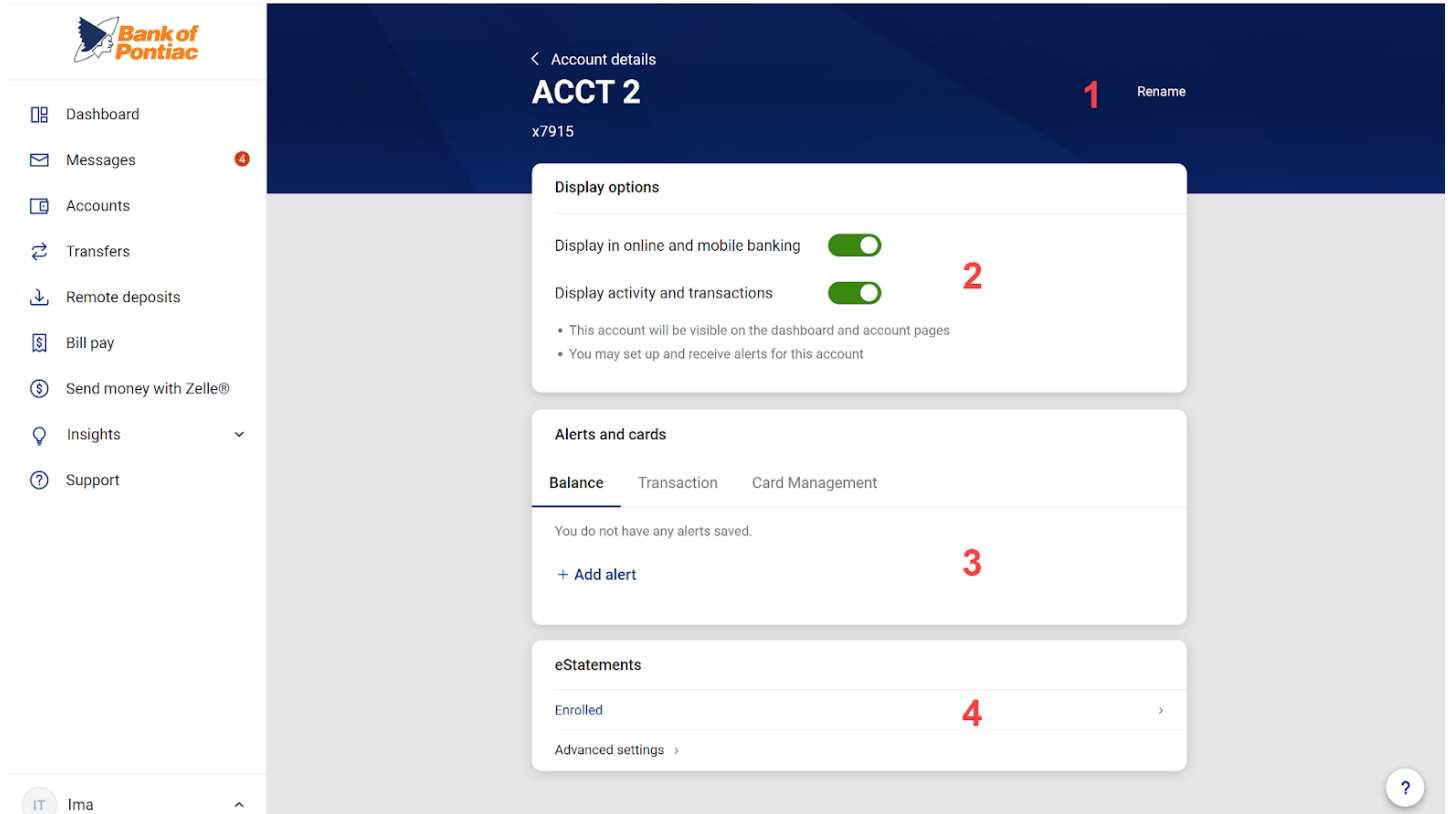 Bank of
Pontiac
Dashboard
Messages 4
Accounts
Transfers
Remote deposits
Bill pay
Send money with Zelle®
Insights
Support
IT Ima
Account details
ACCT 2
1 Rename
x7915
Display options
Display in online and mobile banking
2
Display activity and transactions
• This account will be visible on the dashboard and account pages
• You may set up and receive alerts for this account
Alerts and cards
Balance Transaction Card Management
You do not have any alerts saved.
3
+ Add alert
eStatements
Enrolled 4
Advanced settings
?